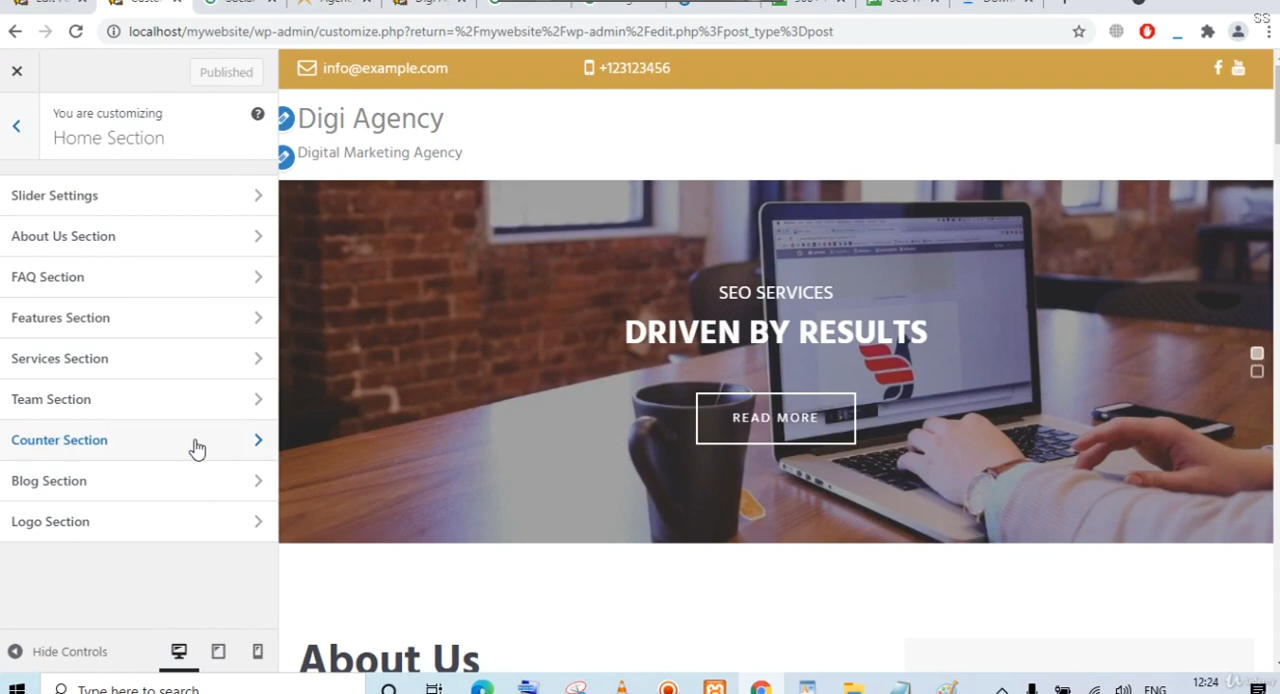 SS
localhost/mywebsite/wp-admin/customize.php?return=%2Fmywebsite%2Fwp-admin%2Fedit.php%3Fpost_type%3Dpost
Published
You are customizing
Home Section
Slider Settings
About Us Section
FAQ Section
Features Section
Services Section
Team Section
Counter Section
Blog Section
Logo Section
Hide Controls
info@example.com
+123123456
Digi Agency
Digital Marketing Agency
SEO SERVICES
DRIVEN BY RESULTS
READ MORE
About Us
Type here to search
ENG
12:24